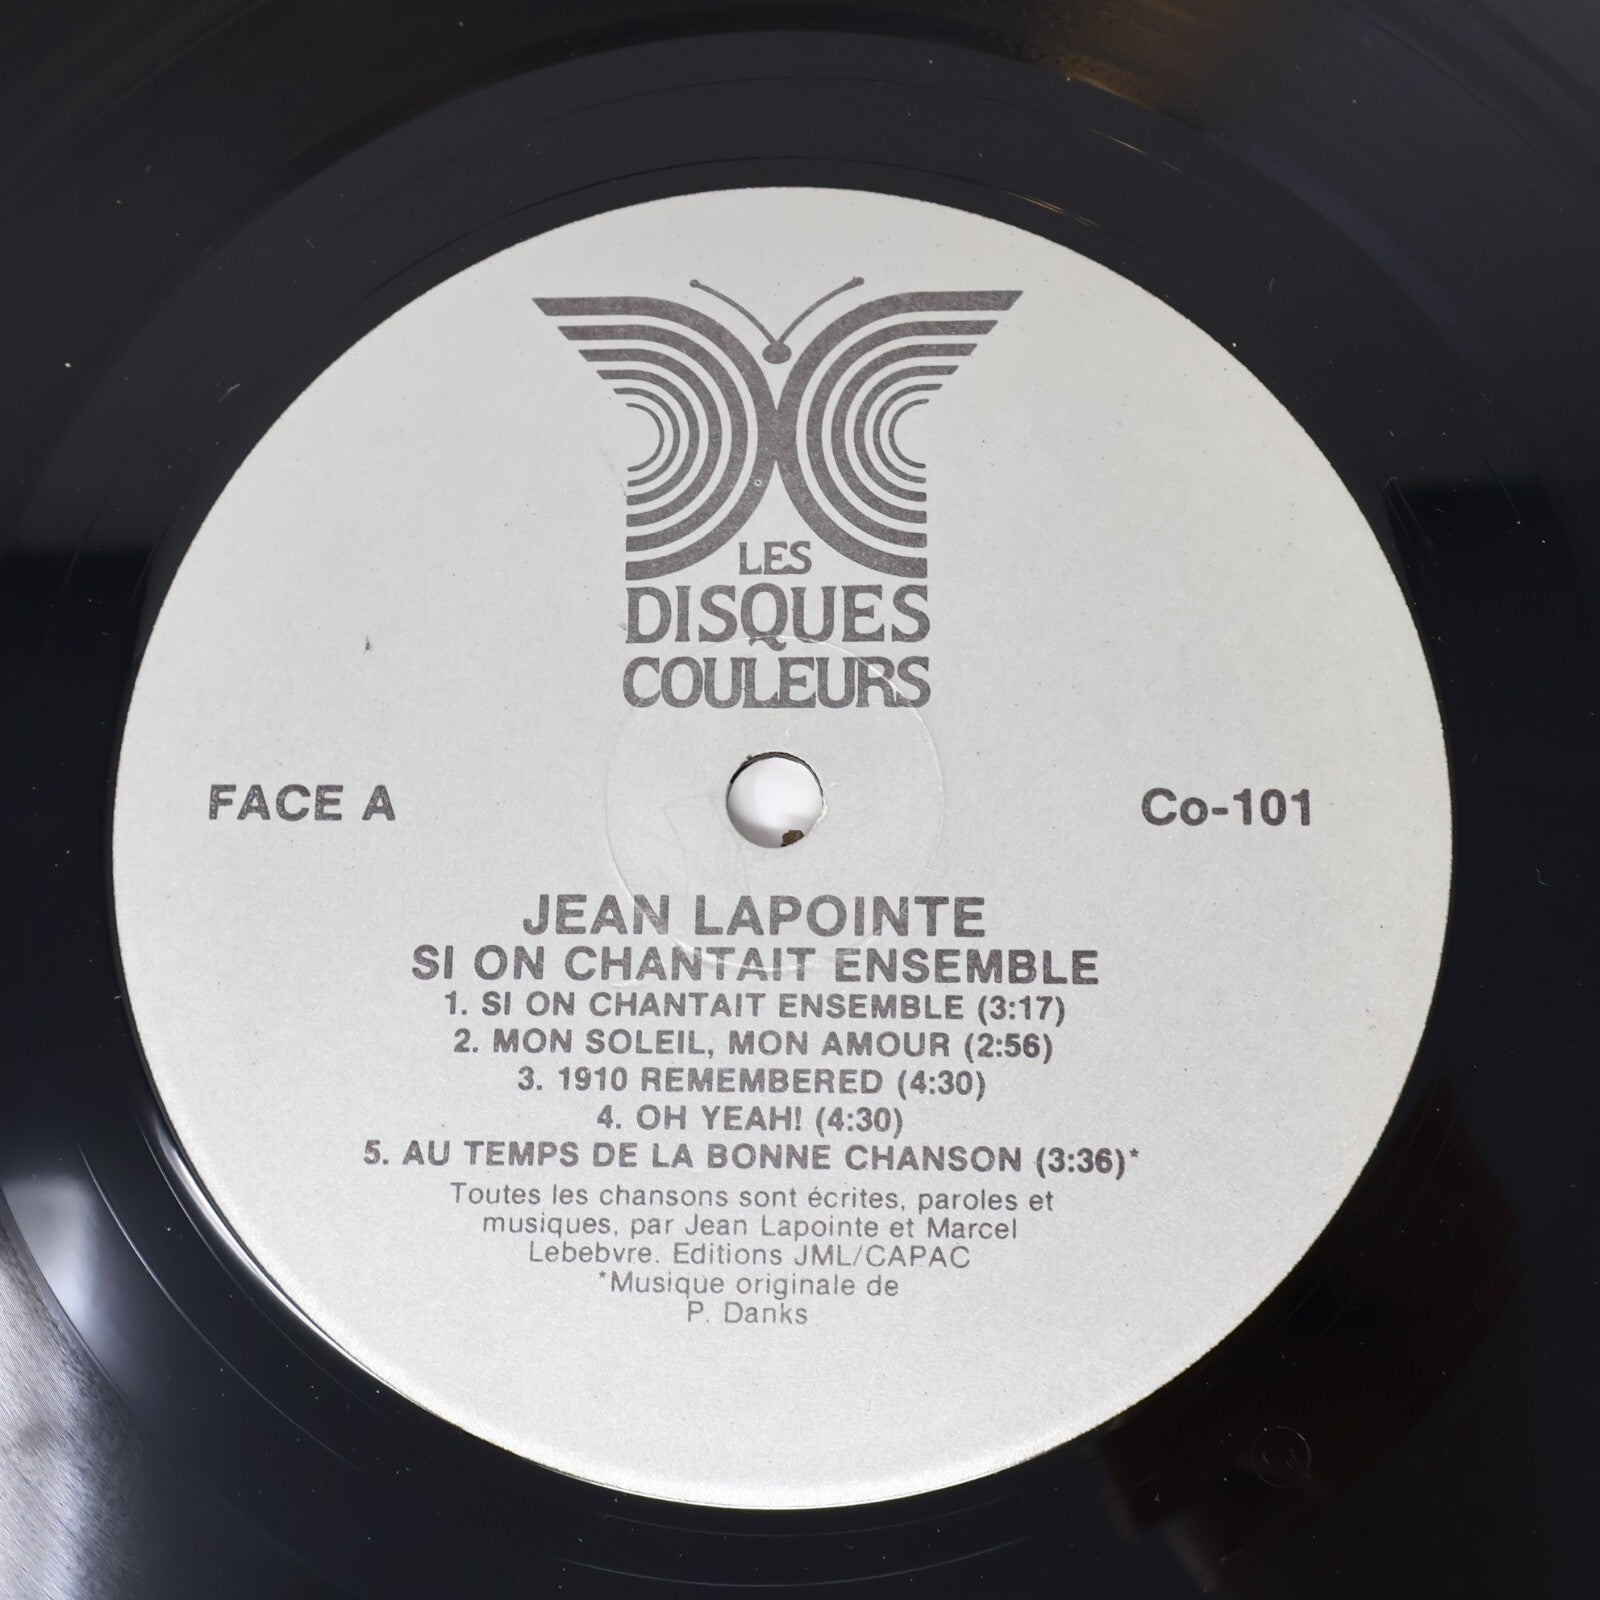 LES
DISQUES
COULEURS
FACE A
Co-101
JEAN LAPOINTE
SI ON CHANTAIT ENSEMBLE
1. SI ON CHANTAIT ENSEMBLE (3:17)
2. MON SOLEIL, MON AMOUR (2:56)
3. 1910 REMEMBERED (4:30)
4. OH YEAH! (4:30)
5. AU TEMPS DE LA BONNE CHANSON (3:36)*
Toutes les chansons sont écrites, paroles et
musiques, par Jean Lapointe et Marcel
Lebebvre. Editions JML/CAPAC
*Musique originale de
P. Danks